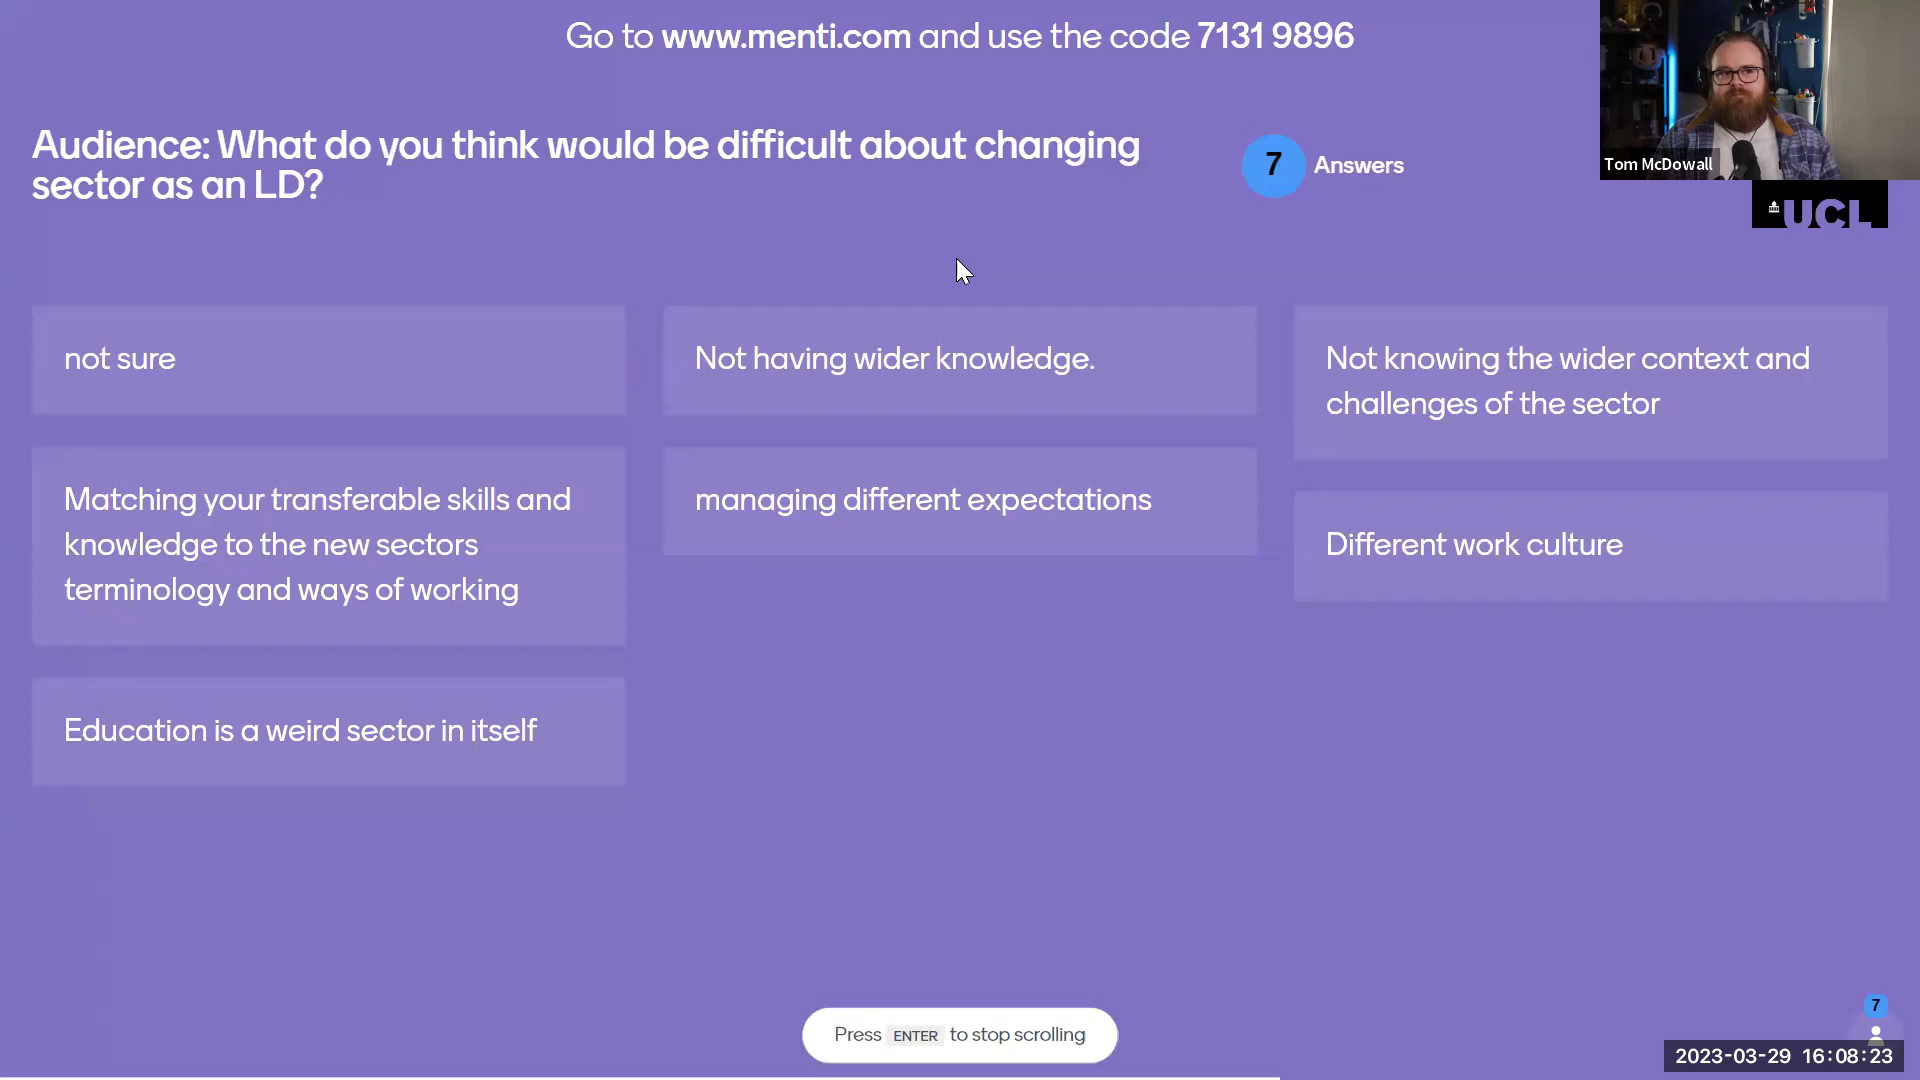 Go to www.menti.com and use the code 7131 9896
Audience: What do you think would be difficult about changing
sector as an LD?
7 Answers
Tom McDowall
UCL
not sure
Not having wider knowledge.
Not knowing the wider context and
challenges of the sector
Matching your transferable skills and
knowledge to the new sectors
terminology and ways of working
managing different expectations
Different work culture
Education is a weird sector in itself
Press ENTER to stop scrolling
7
2023-03-29 16:08:23